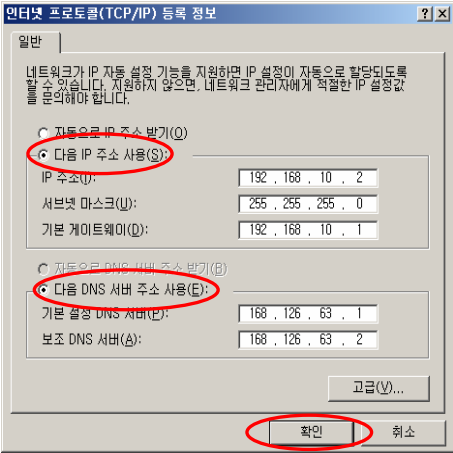 인터넷 프로토콜(TCP/IP) 등록 정보
일반
네트워크가 IP 자동 설정 기능을 지원하면 IP 설정이 자동으로 할당되도록
할 수 있습니다. 지원하지 않으면, 네트워크 관리자에게 적절한 IP 설정값
을 문의해야 합니다.
자동으로 IP 주소 받기(O)
다음 IP 주소 사용(S):
IP 주소(I): 192 . 168 . 10 . 2
서브넷 마스크(U): 255 . 255 . 255 . 0
기본 게이트웨이(D): 192 . 168 . 10 . 1
자동으로 DNS 서버 주소 받기(B)
다음 DNS 서버 주소 사용(E):
기본 설정 DNS 서버(P): 168 . 126 . 63 . 1
보조 DNS 서버(A): 168 . 126 . 63 . 2
고급(V)...
확인 취소